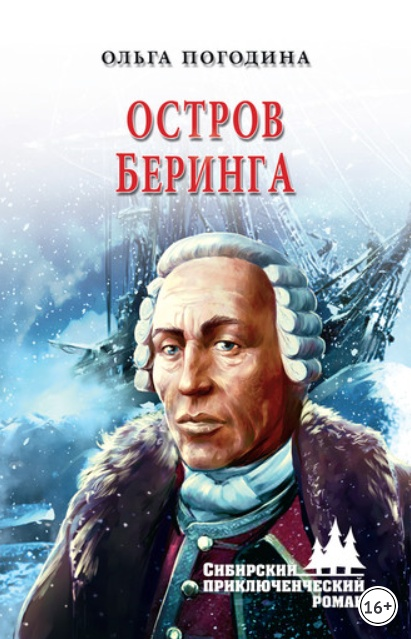 ОЛЬГА ПОГОДИНА
ОСТРОВ
БЕРИНГА
СИБИРСКИЙ
ПРИКЛЮЧЕНЧЕСКИЙ
РОМАН
16+